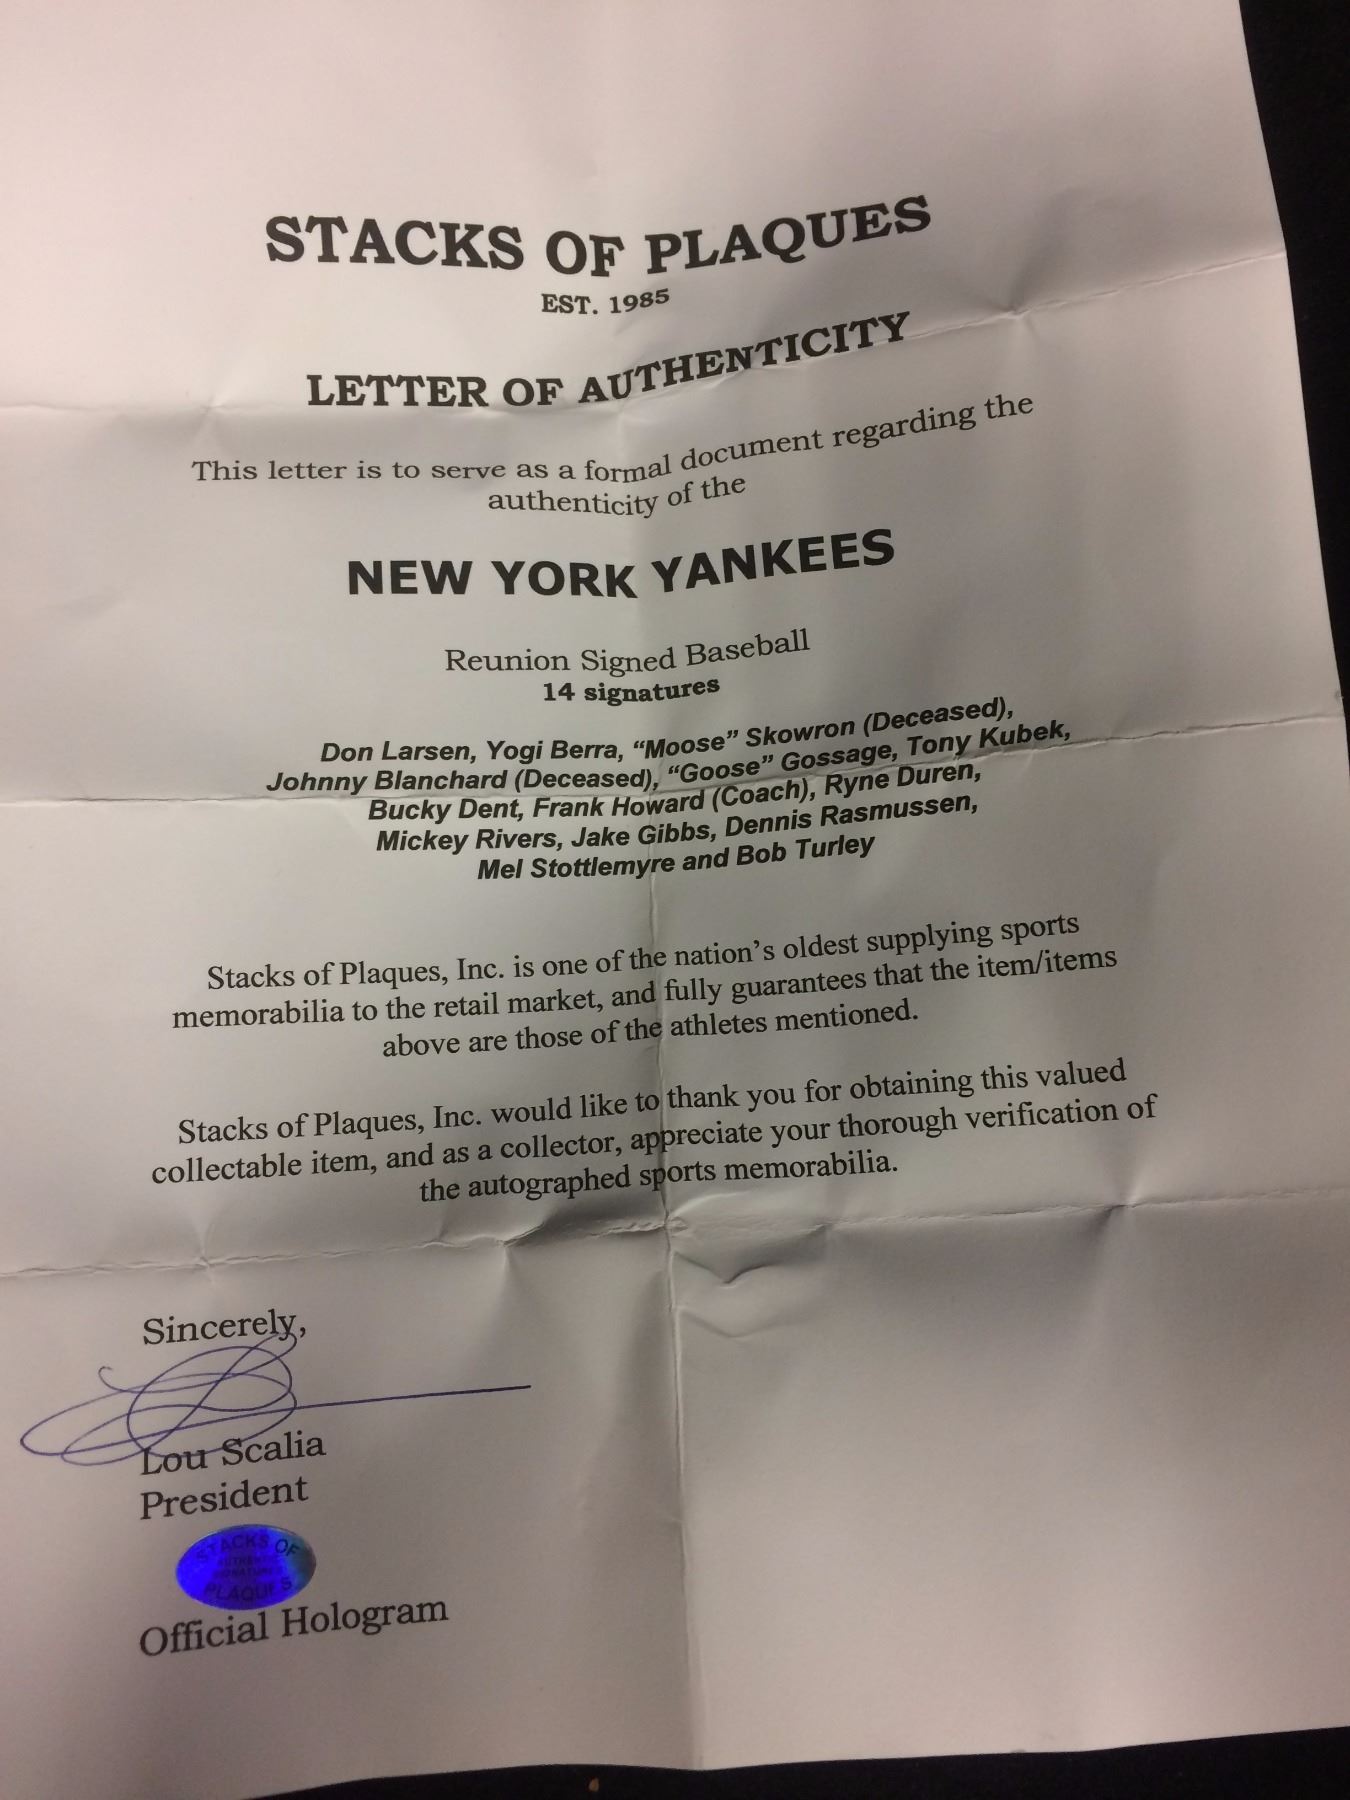 STACKS OF PLAQUES
EST. 1985
LETTER OF AUTHENTICITY
This letter is to serve as a formal document regarding the
authenticity of the
NEW YORK YANKEES
Reunion Signed Baseball
14 signatures
Don Larsen, Yogi Berra, “Moose” Skowron (Deceased),
Johnny Blanchard (Deceased), “Goose” Gossage, Tony Kubek,
Bucky Dent, Frank Howard (Coach), Ryne Duren,
Mickey Rivers, Jake Gibbs, Dennis Rasmussen,
Mel Stottlemyre and Bob Turley
Stacks of Plaques, Inc. is one of the nation’s oldest supplying sports
memorabilia to the retail market, and fully guarantees that the item/items
above are those of the athletes mentioned.
Stacks of Plaques, Inc. would like to thank you for obtaining this valued
collectable item, and as a collector, appreciate your thorough verification of
the autographed sports memorabilia.
Sincerely,
Lou Scalia
President
STACKS OF
PLAQUES
Official Hologram